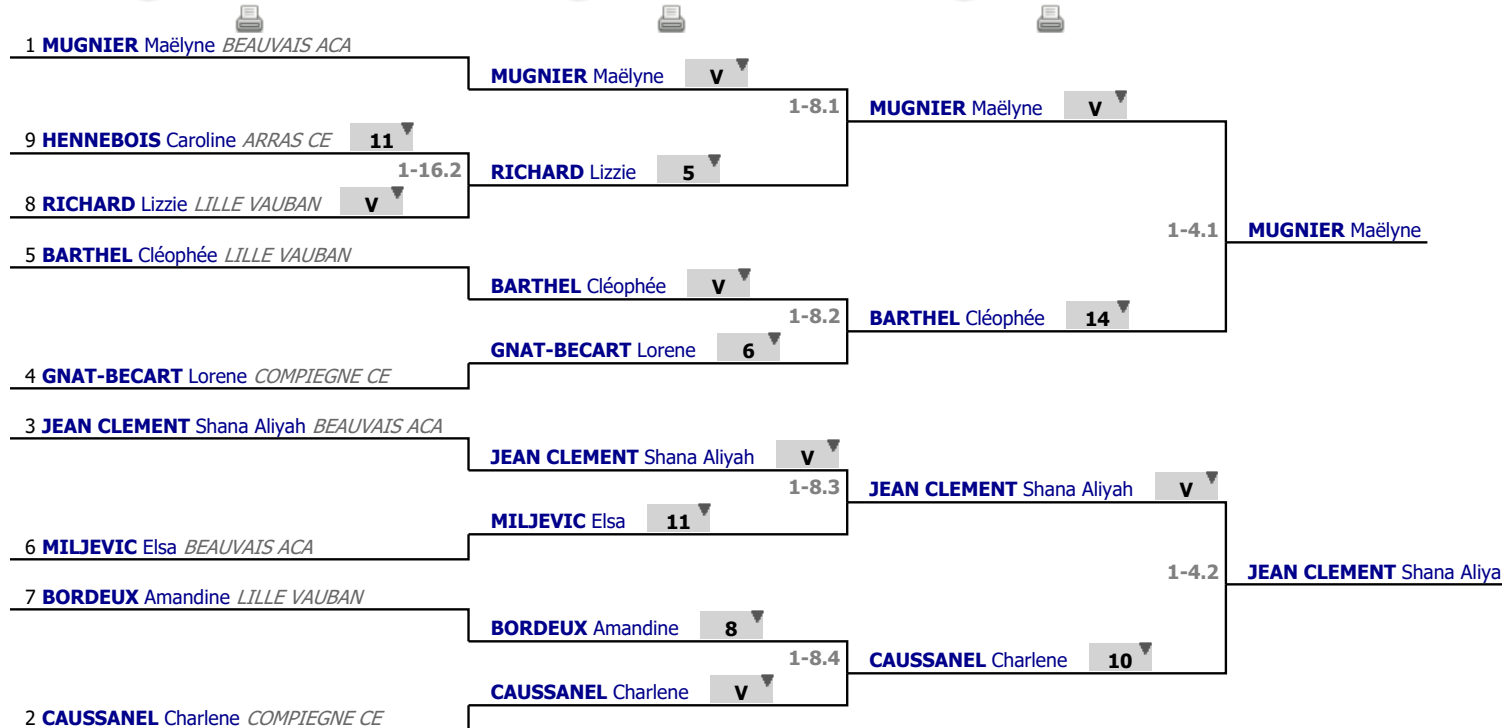 1 MUGNIER Maëlyne BEAUVAIS ACA
MUGNIER Maëlyne V
1-8.1
MUGNIER Maëlyne V
9 HENNEBOIS Caroline ARRAS CE 11
1-16.2
RICHARD Lizzie 5
8 RICHARD Lizzie LILLE VAUBAN V
1-4.1
MUGNIER Maëlyne
5 BARTHEL Cléophée LILLE VAUBAN
BARTHEL Cléophée V
1-8.2
BARTHEL Cléophée 14
GNAT-BECART Lorene 6
4 GNAT-BECART Lorene COMPIEGNE CE
3 JEAN CLEMENT Shana Aliyah BEAUVAIS ACA
JEAN CLEMENT Shana Aliyah V
1-8.3
JEAN CLEMENT Shana Aliyah V
MILJEVIC Elsa 11
6 MILJEVIC Elsa BEAUVAIS ACA
1-4.2
JEAN CLEMENT Shana Aliya
7 BORDEUX Amandine LILLE VAUBAN
BORDEUX Amandine 8
1-8.4
CAUSSANEL Charlene 10
CAUSSANEL Charlene V
2 CAUSSANEL Charlene COMPIEGNE CE